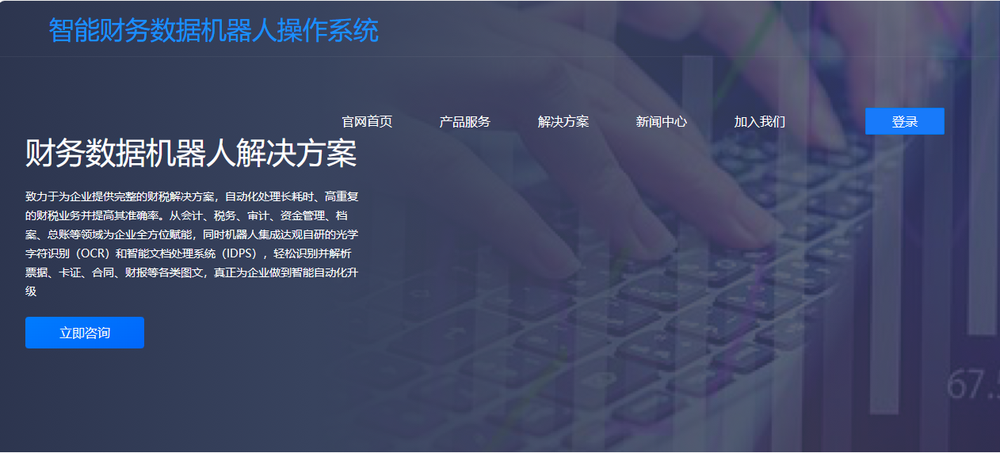 智能财务数据机器人操作系统
官网首页 产品服务 解决方案 新闻中心 加入我们 登录
财务数据机器人解决方案
致力于为企业提供完整的财税解决方案，自动化处理长耗时、高重复
的财税业务并提高其准确率。从会计、税务、审计、资金管理、档
案、总账等领域为企业全方位赋能，同时机器人集成达观自研的光学
字符识别（OCR）和智能文档处理系统（IDPS），轻松识别并解析
票据、卡证、合同、财报等各类图文，真正为企业做到智能自动化升
级
立即咨询
67.5